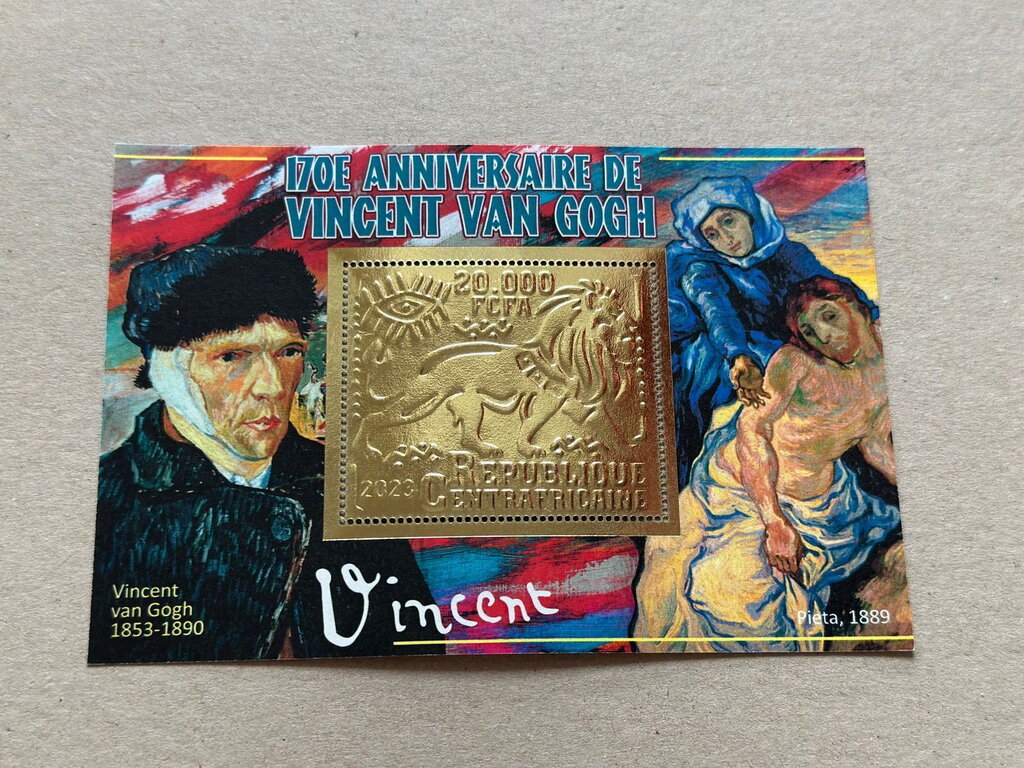 170E ANNIVERSAIRE DE
VINCENT VAN GOGH
20.000
FCFA
REPUBLIQUE
2023 CENTRAFRICAINE
Vincent
van Gogh
1853-1890
Vincent
Pieta, 1889